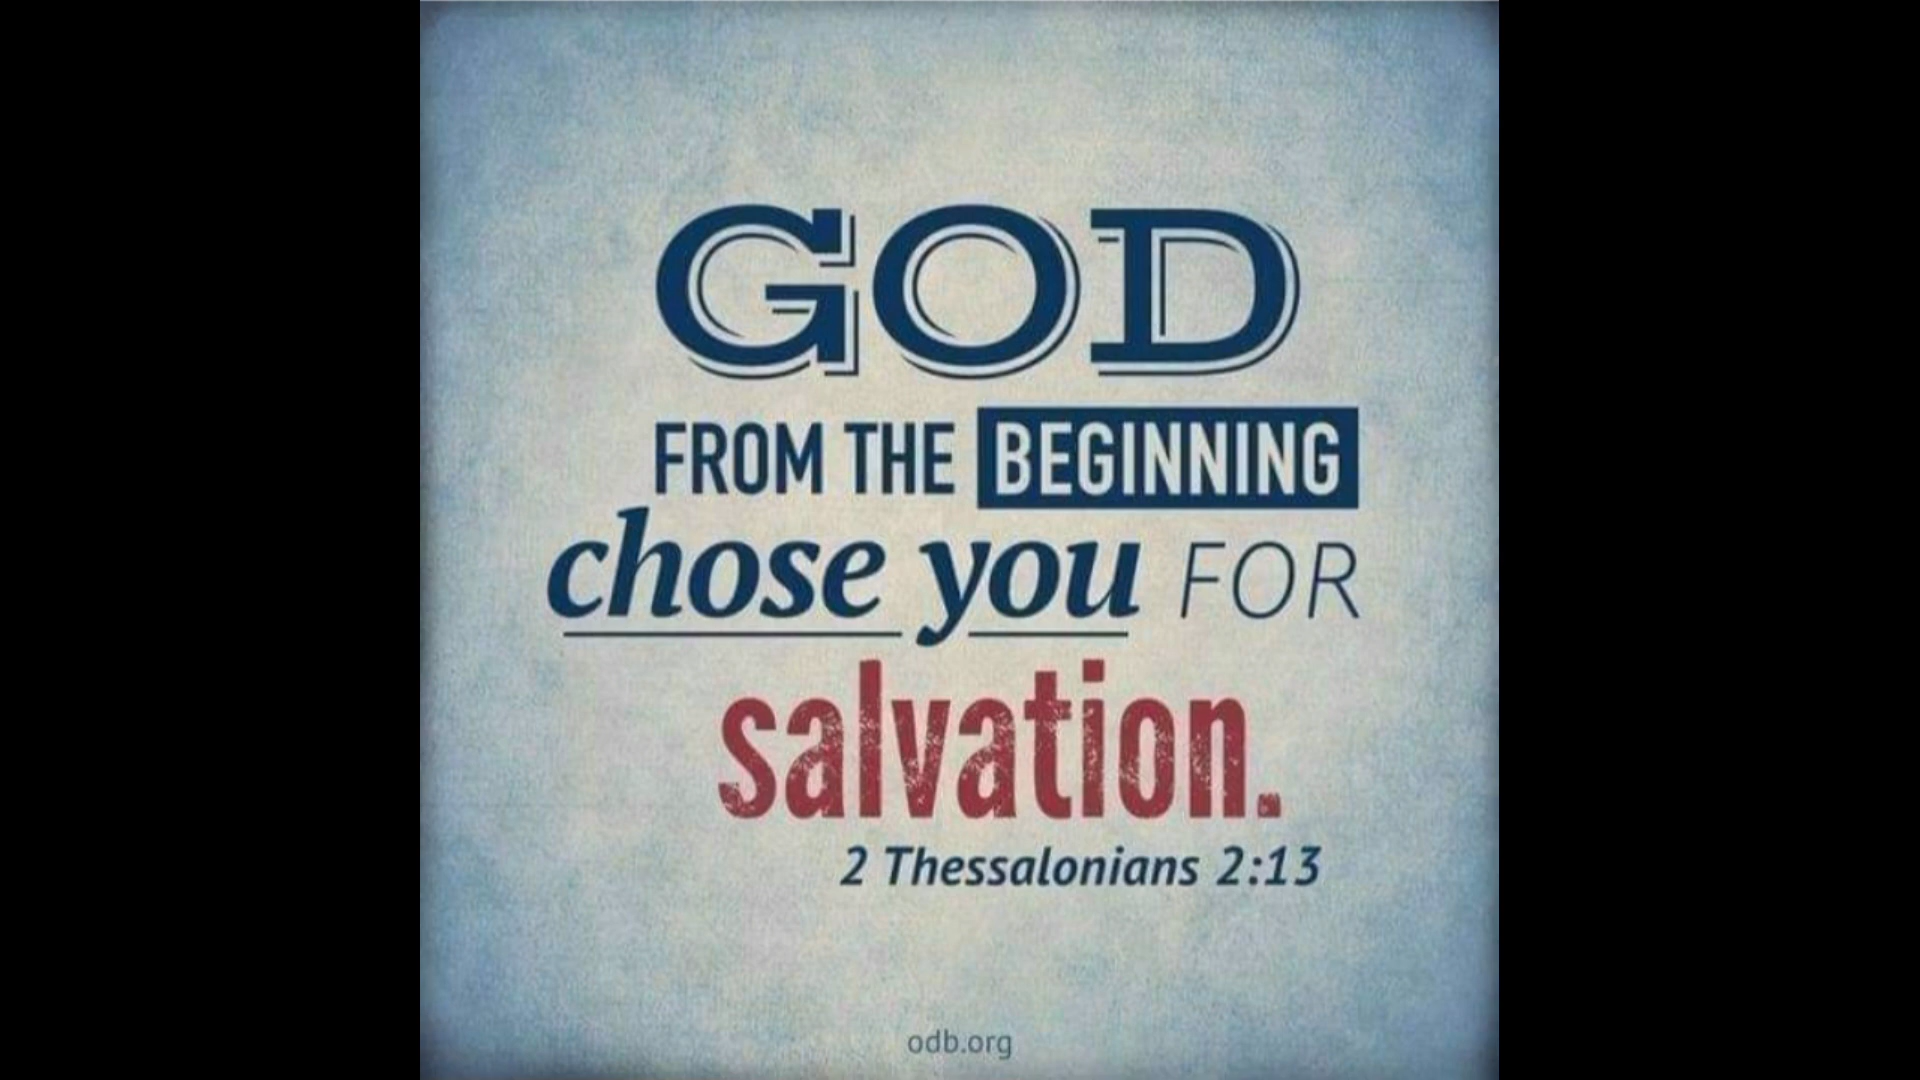 GOD
FROM THE BEGINNING
chose you FOR
salvation.
2 Thessalonians 2:13
odb.org